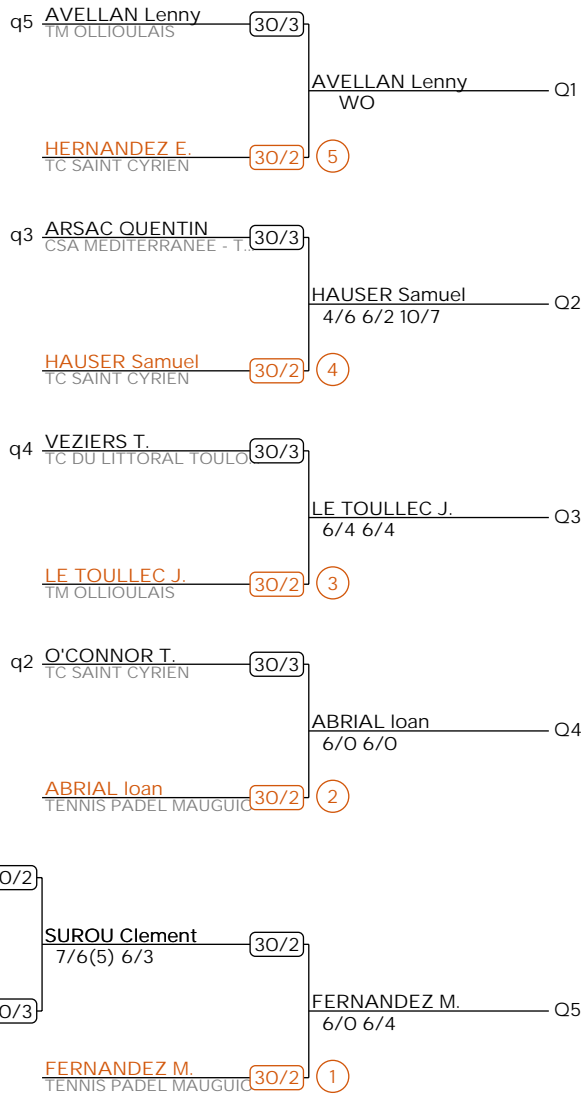 q5 AVELLAN Lenny 30/3
TM OLLIOULAIS
AVELLAN Lenny Q1
WO
HERNANDEZ E. 30/2 5
TC SAINT CYRIEN
q3 ARSAC QUENTIN 30/3
CSA MEDITERRANEE - T...
HAUSER Samuel Q2
4/6 6/2 10/7
HAUSER Samuel 30/2 4
TC SAINT CYRIEN
q4 VEZIERS T. 30/3
TC DU LITTORAL TOULO...
LE TOULLEC J. Q3
6/4 6/4
LE TOULLEC J. 30/2 3
TM OLLIOULAIS
q2 O'CONNOR T. 30/3
TC SAINT CYRIEN
ABRIAL Ioan Q4
6/0 6/0
ABRIAL Ioan 30/2 2
TENNIS PADEL MAUGUIO
0/2
SUROU Clement 30/2
7/6(5) 6/3
0/3
FERNANDEZ M. Q5
6/0 6/4
FERNANDEZ M. 30/2 1
TENNIS PADEL MAUGUIO